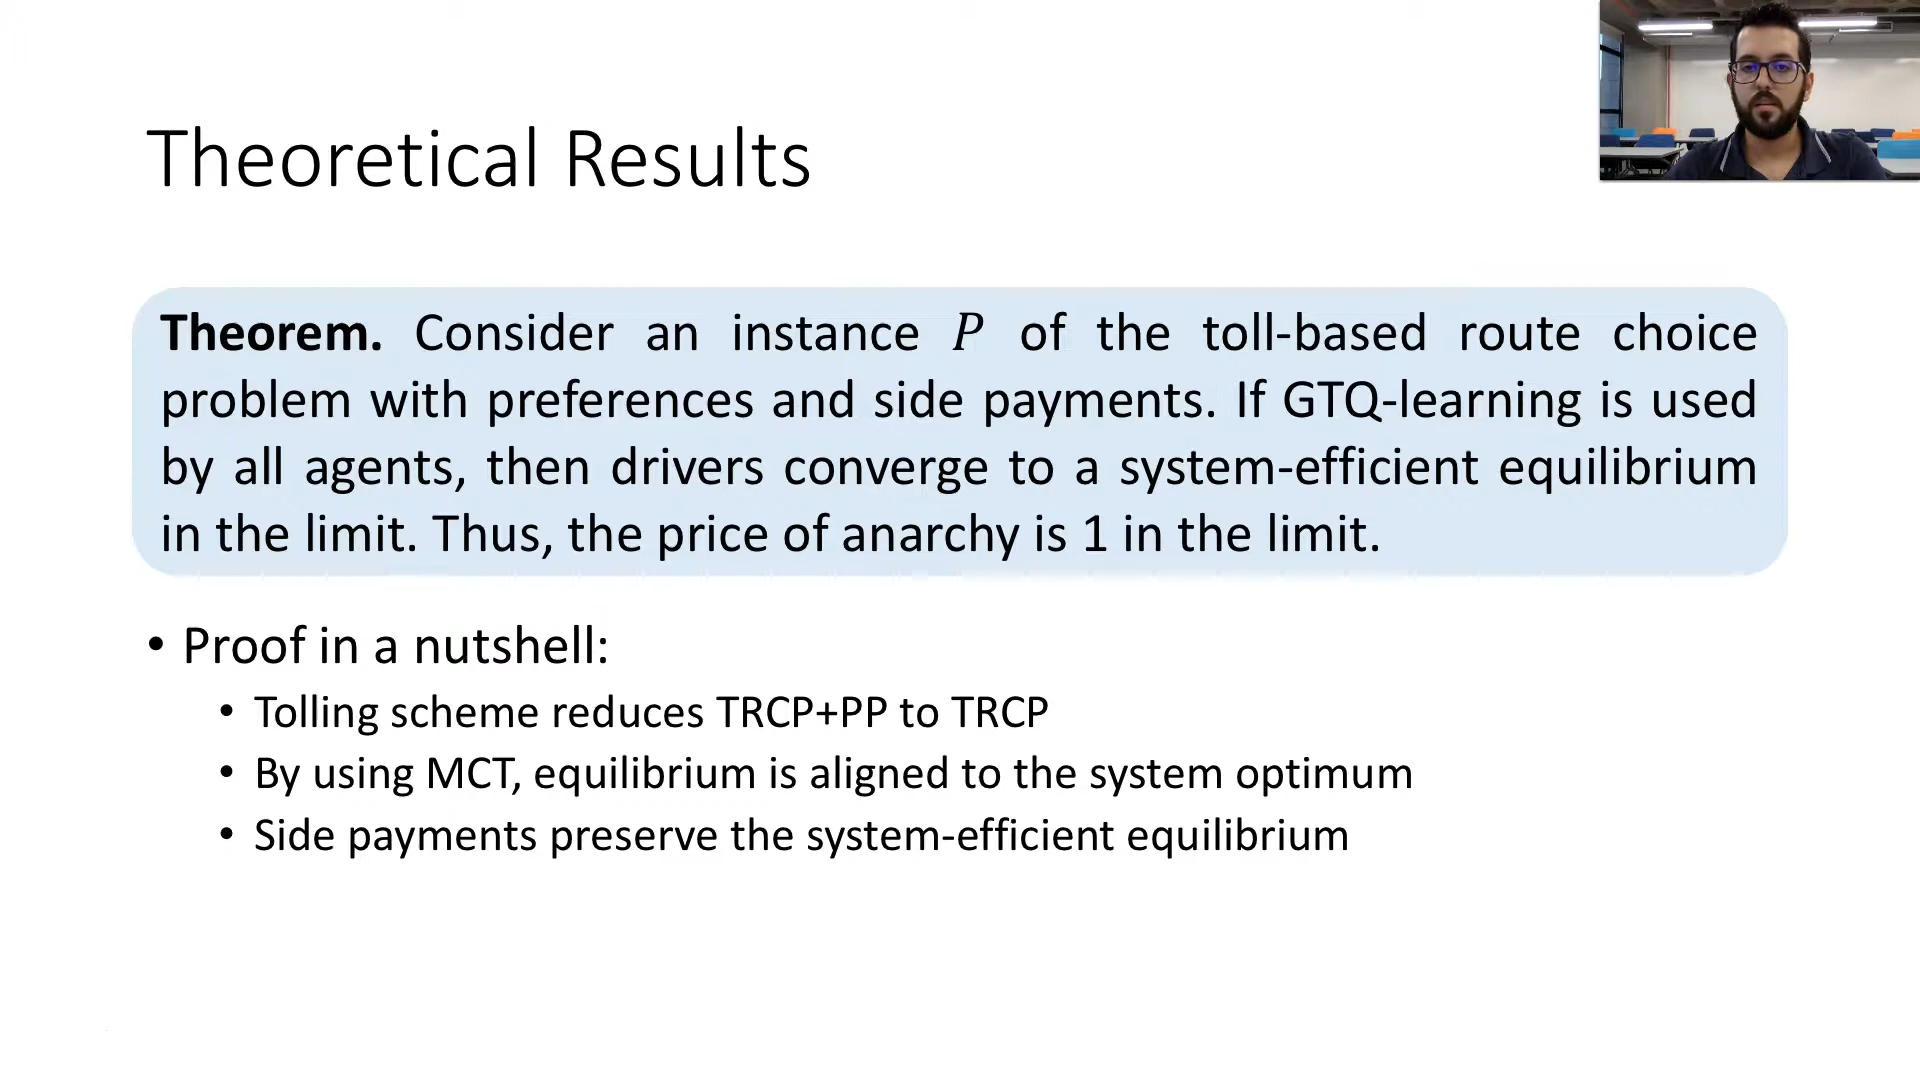 Theoretical Results
Theorem. Consider an instance P of the toll-based route choice
problem with preferences and side payments. If GTQ-learning is used
by all agents, then drivers converge to a system-efficient equilibrium
in the limit. Thus, the price of anarchy is 1 in the limit.
• Proof in a nutshell:
• Tolling scheme reduces TRCP+PP to TRCP
• By using MCT, equilibrium is aligned to the system optimum
• Side payments preserve the system-efficient equilibrium